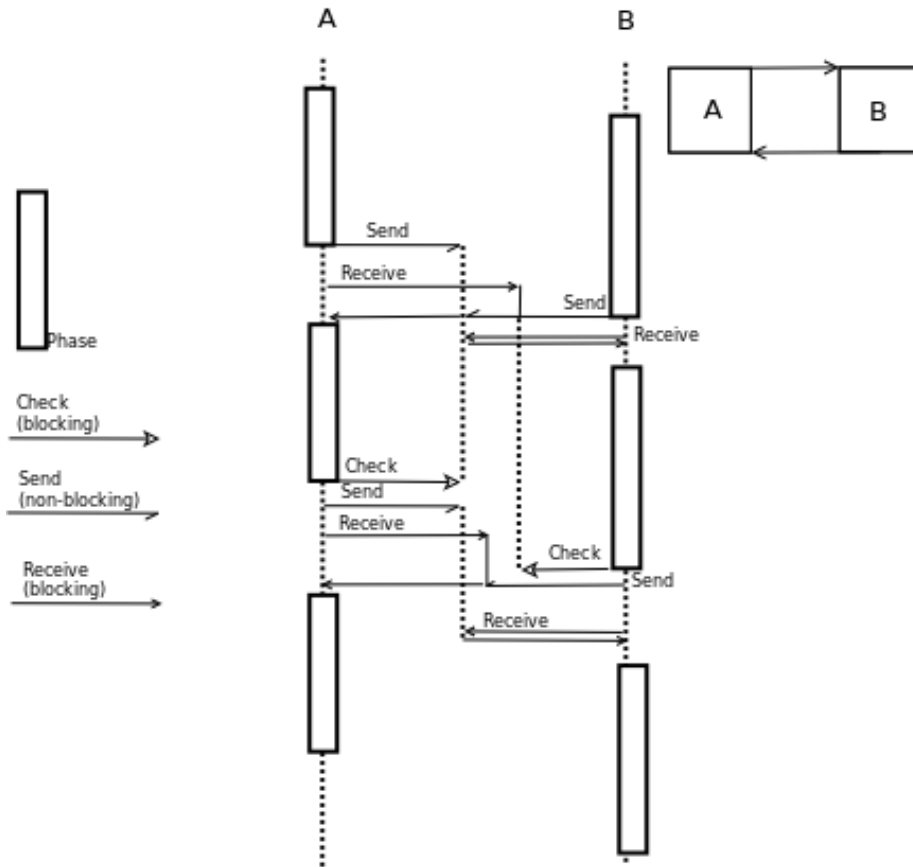 A
B
A
B
Send
Receive
Send
Receive
Phase
Check
(blocking)
Check
Send
Send
(non-blocking)
Receive
Check
Receive
(blocking)
Send
Receive